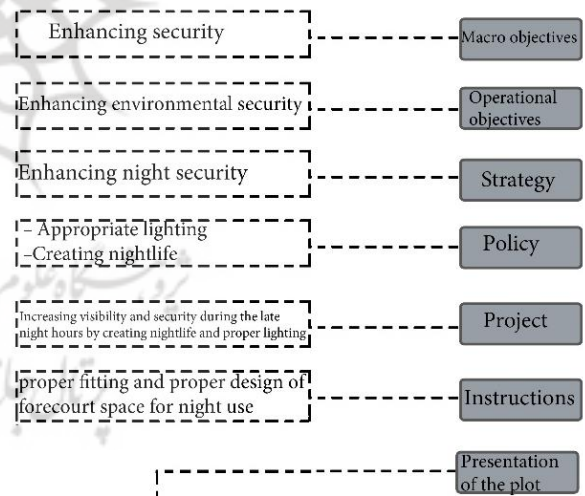 Enhancing security
Macro objectives
Enhancing environmental security
Operational
objectives
Enhancing night security
Strategy
– Appropriate lighting
–Creating nightlife
Policy
Increasing visibility and security during the late
night hours by creating nightlife and proper lighting
Project
proper fitting and proper design of
forecourt space for night use
Instructions
Presentation
of the plot